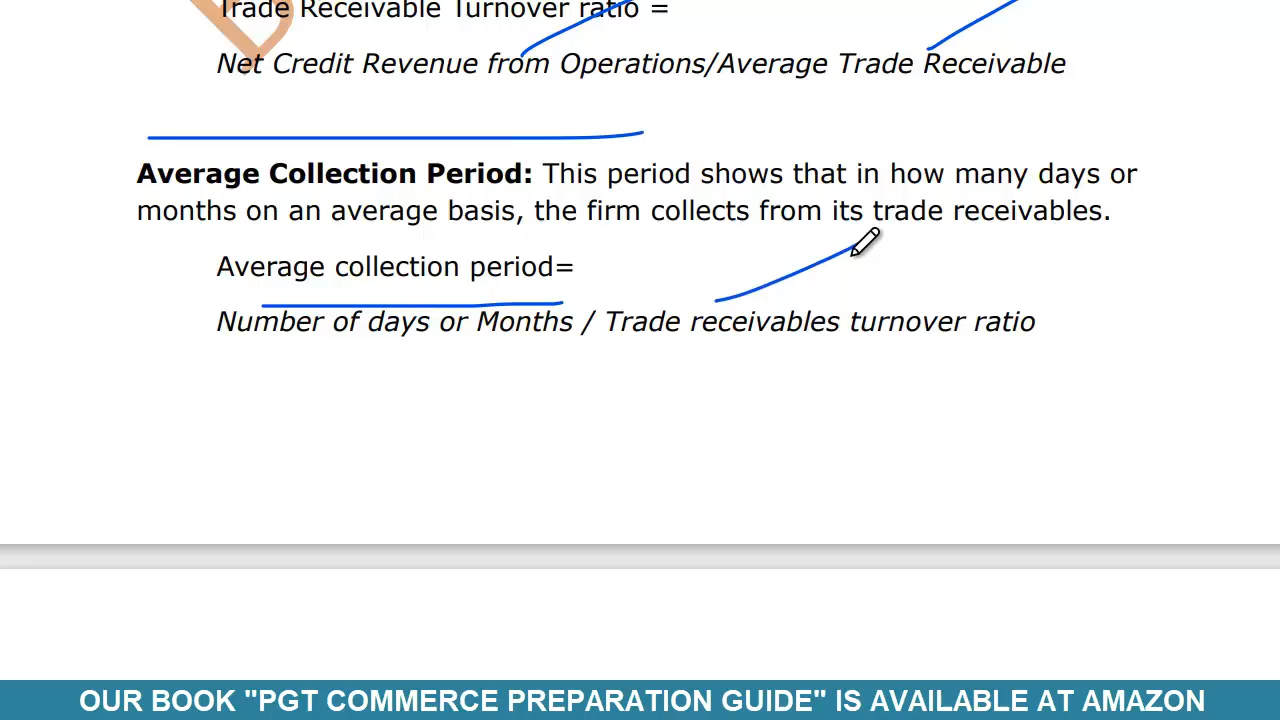 Trade Receivable Turnover ratio =
Net Credit Revenue from Operations/Average Trade Receivable
Average Collection Period: This period shows that in how many days or
months on an average basis, the firm collects from its trade receivables.
Average collection period=
Number of days or Months / Trade receivables turnover ratio
OUR BOOK "PGT COMMERCE PREPARATION GUIDE" IS AVAILABLE AT AMAZON